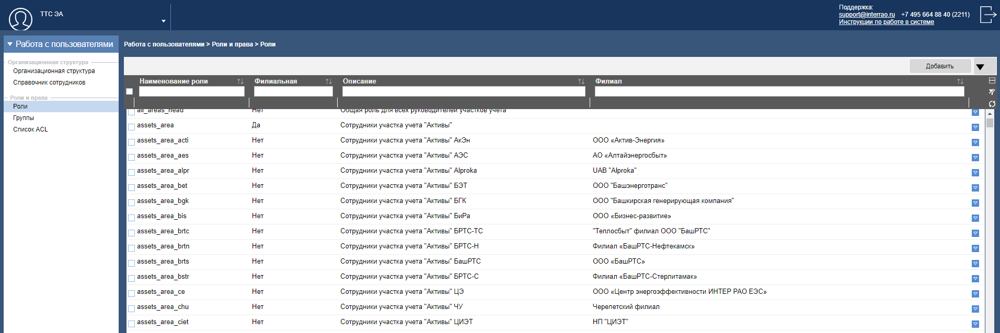 ТТС ЭА
Поддержка:
support@interrao.ru +7 495 664 88 40 (2211)
Инструкции по работе в системе
Работа с пользователями
Организационная структура
Организационная структура
Справочник сотрудников
Роли и права
Роли
Группы
Список ACL
Работа с пользователями > Роли и права > Роли
Добавить
Наименование роли Филиальная Описание Филиал
all_areas_head Нет Общая роль для всех руководителей участков учета
assets_area Да Сотрудники участка учета "Активы"
assets_area_acti Нет Сотрудники участка учета "Активы" АкЭн ООО «Актив-Энергия»
assets_area_aes Нет Сотрудники участка учета "Активы" АЭС АО «Алтайэнергосбыт»
assets_area_alpr Нет Сотрудники участка учета "Активы" Alproka UAB "Alproka"
assets_area_bet Нет Сотрудники участка учета "Активы" БЭТ ООО "Башэнерготранс"
assets_area_bgk Нет Сотрудники участка учета "Активы" БГК ООО "Башкирская генерирующая компания"
assets_area_bis Нет Сотрудники участка учета "Активы" БиРа ООО «Бизнес-развитие»
assets_area_brtc Нет Сотрудники участка учета "Активы" БРТС-ТС "Теплосбыт" филиал ООО "БашРТС"
assets_area_brtn Нет Сотрудники участка учета "Активы" БРТС-Н Филиал «БашРТС-Нефтекамск»
assets_area_brts Нет Сотрудники участка учета "Активы" БашРТС ООО «БашРТС»
assets_area_bstr Нет Сотрудники участка учета "Активы" БРТС-С Филиал «БашРТС-Стерлитамак»
assets_area_ce Нет Сотрудники участка учета "Активы" ЦЭ ООО «Центр энергоэффективности ИНТЕР РАО ЕЭС»
assets_area_chu Нет Сотрудники участка учета "Активы" ЧУ Черепетский филиал
assets_area_ciet Нет Сотрудники участка учета "Активы" ЦИЭТ НП "ЦИЭТ"